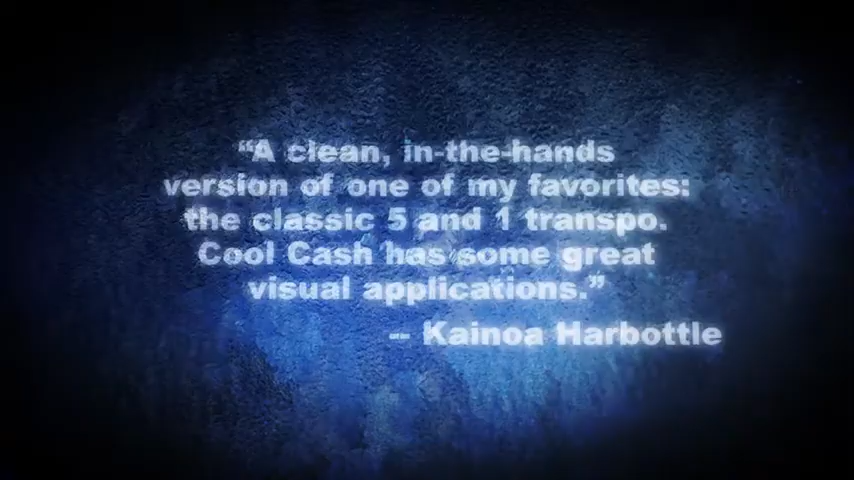 “A clean, in-the-hands
version of one of my favorites:
the classic 5 and 1 transpo.
Cool Cash has some great
visual applications.”
– Kainoa Harbottle